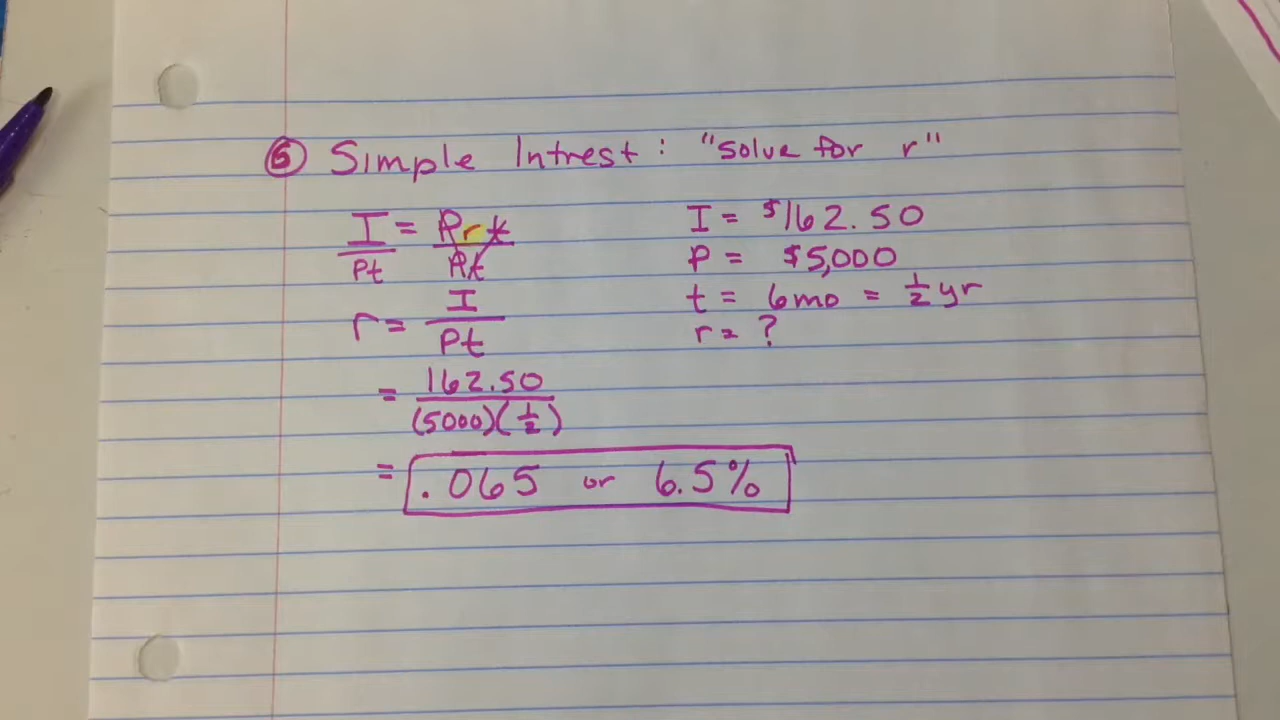 ⑤ Simple Intrest: "solve for r"
I/Pt = Prt/Pt
r = I/Pt
= 162.50/(5000)(1/2)
= .065 or 6.5%
I = $162.50
P = $5,000
t = 6mo = 1/2 yr
r = ?